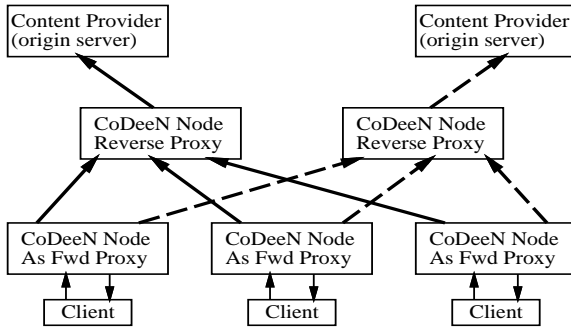 Content Provider
(origin server)
Content Provider
(origin server)
CoDeeN Node
Reverse Proxy
CoDeeN Node
Reverse Proxy
CoDeeN Node
As Fwd Proxy
CoDeeN Node
As Fwd Proxy
CoDeeN Node
As Fwd Proxy
Client
Client
Client